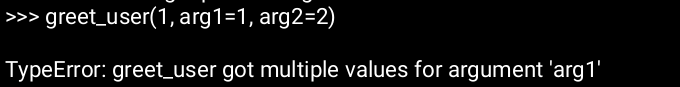 >>> greet_user(1, arg1=1, arg2=2)
TypeError: greet_user got multiple values for argument 'arg1'